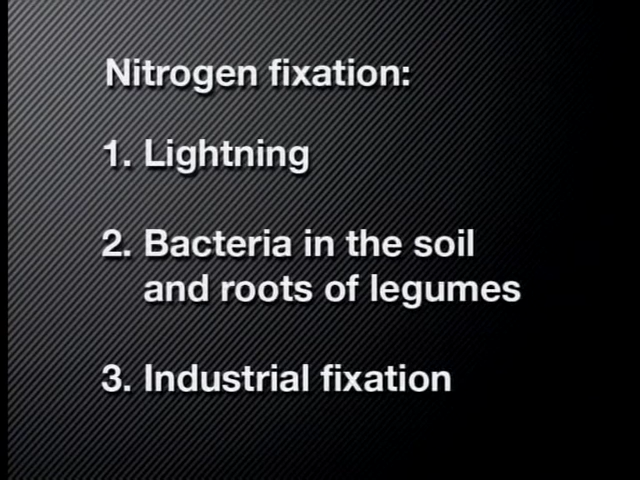 Nitrogen fixation:
1. Lightning
2. Bacteria in the soil
and roots of legumes
3. Industrial fixation